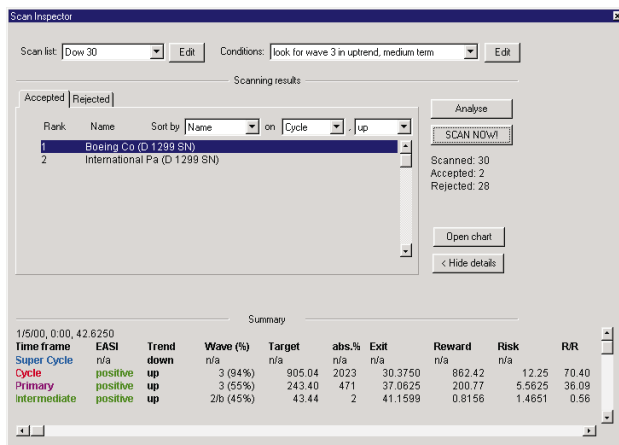 Scan Inspector
Scan list: Dow 30 Edit Conditions: look for wave 3 in uptrend, medium term Edit
Scanning results
Accepted Rejected
Analyse
Rank Name Sort by Name on Cycle , up
SCAN NOW!
1 Boeing Co (D 1299 SN)
2 International Pa (D 1299 SN)
Scanned: 30
Accepted: 2
Rejected: 28
Open chart
< Hide details
Summary
1/5/00, 0:00, 42.6250
Time frame EASI Trend Wave (%) Target abs.% Exit Reward Risk R/R
Super Cycle n/a down n/a n/a n/a n/a n/a n/a
Cycle positive up 3 (94%) 905.04 2023 30.3750 862.42 12.25 70.40
Primary positive up 3 (55%) 243.40 471 37.0625 200.77 5.5625 36.09
Intermediate positive up 2/b (45%) 43.44 2 41.1599 0.8156 1.4651 0.56